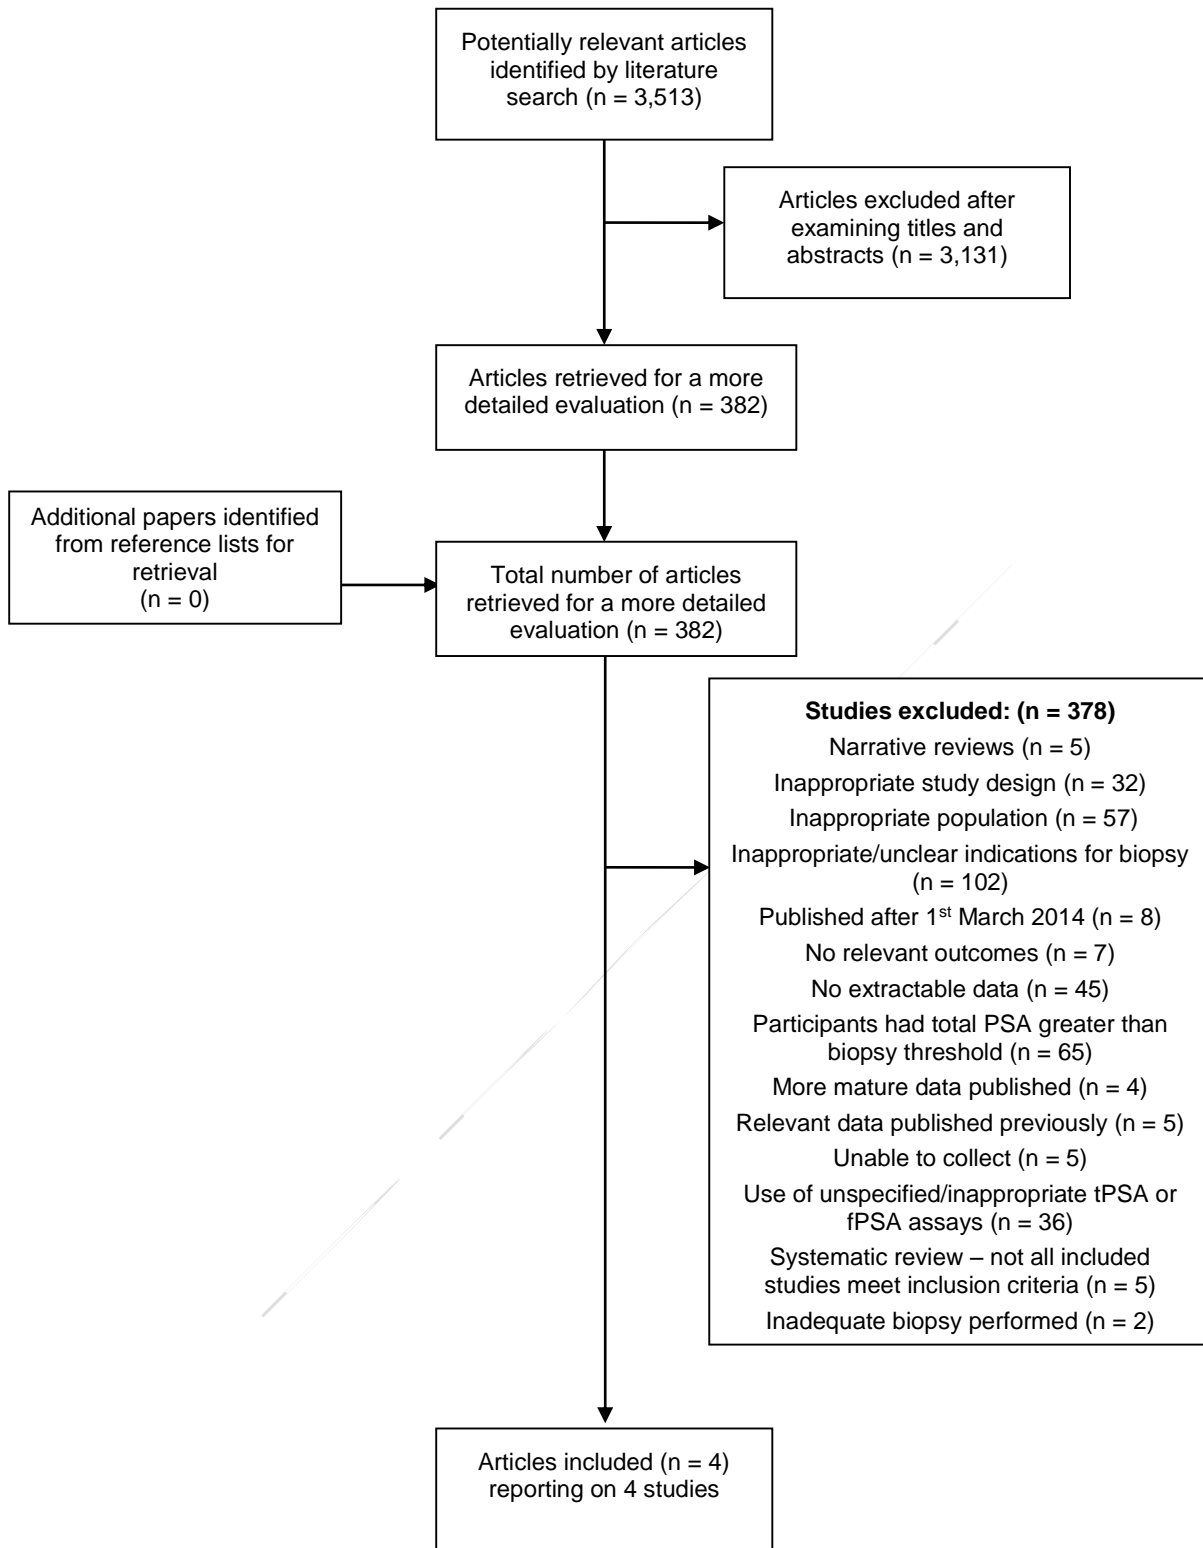 Potentially relevant articles
identified by literature
search (n = 3,513)
Articles excluded after
examining titles and
abstracts (n = 3,131)
Articles retrieved for a more
detailed evaluation (n = 382)
Additional papers identified
from reference lists for
retrieval
(n = 0)
Total number of articles
retrieved for a more detailed
evaluation (n = 382)
Studies excluded: (n = 378)
Narrative reviews (n = 5)
Inappropriate study design (n = 32)
Inappropriate population (n = 57)
Inappropriate/unclear indications for biopsy
(n = 102)
Published after 1st March 2014 (n = 8)
No relevant outcomes (n = 7)
No extractable data (n = 45)
Participants had total PSA greater than
biopsy threshold (n = 65)
More mature data published (n = 4)
Relevant data published previously (n = 5)
Unable to collect (n = 5)
Use of unspecified/inappropriate tPSA or
fPSA assays (n = 36)
Systematic review – not all included
studies meet inclusion criteria (n = 5)
Inadequate biopsy performed (n = 2)
Articles included (n = 4)
reporting on 4 studies